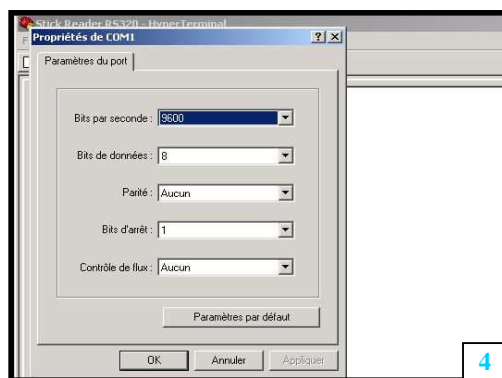 Stick Reader RS320 - HyperTerminal
Propriétés de COM1
Paramètres du port
Bits par seconde : 9600
Bits de données : 8
Parité : Aucun
Bits d'arrêt : 1
Contrôle de flux : Aucun
Paramètres par défaut
OK Annuler Appliquer
4